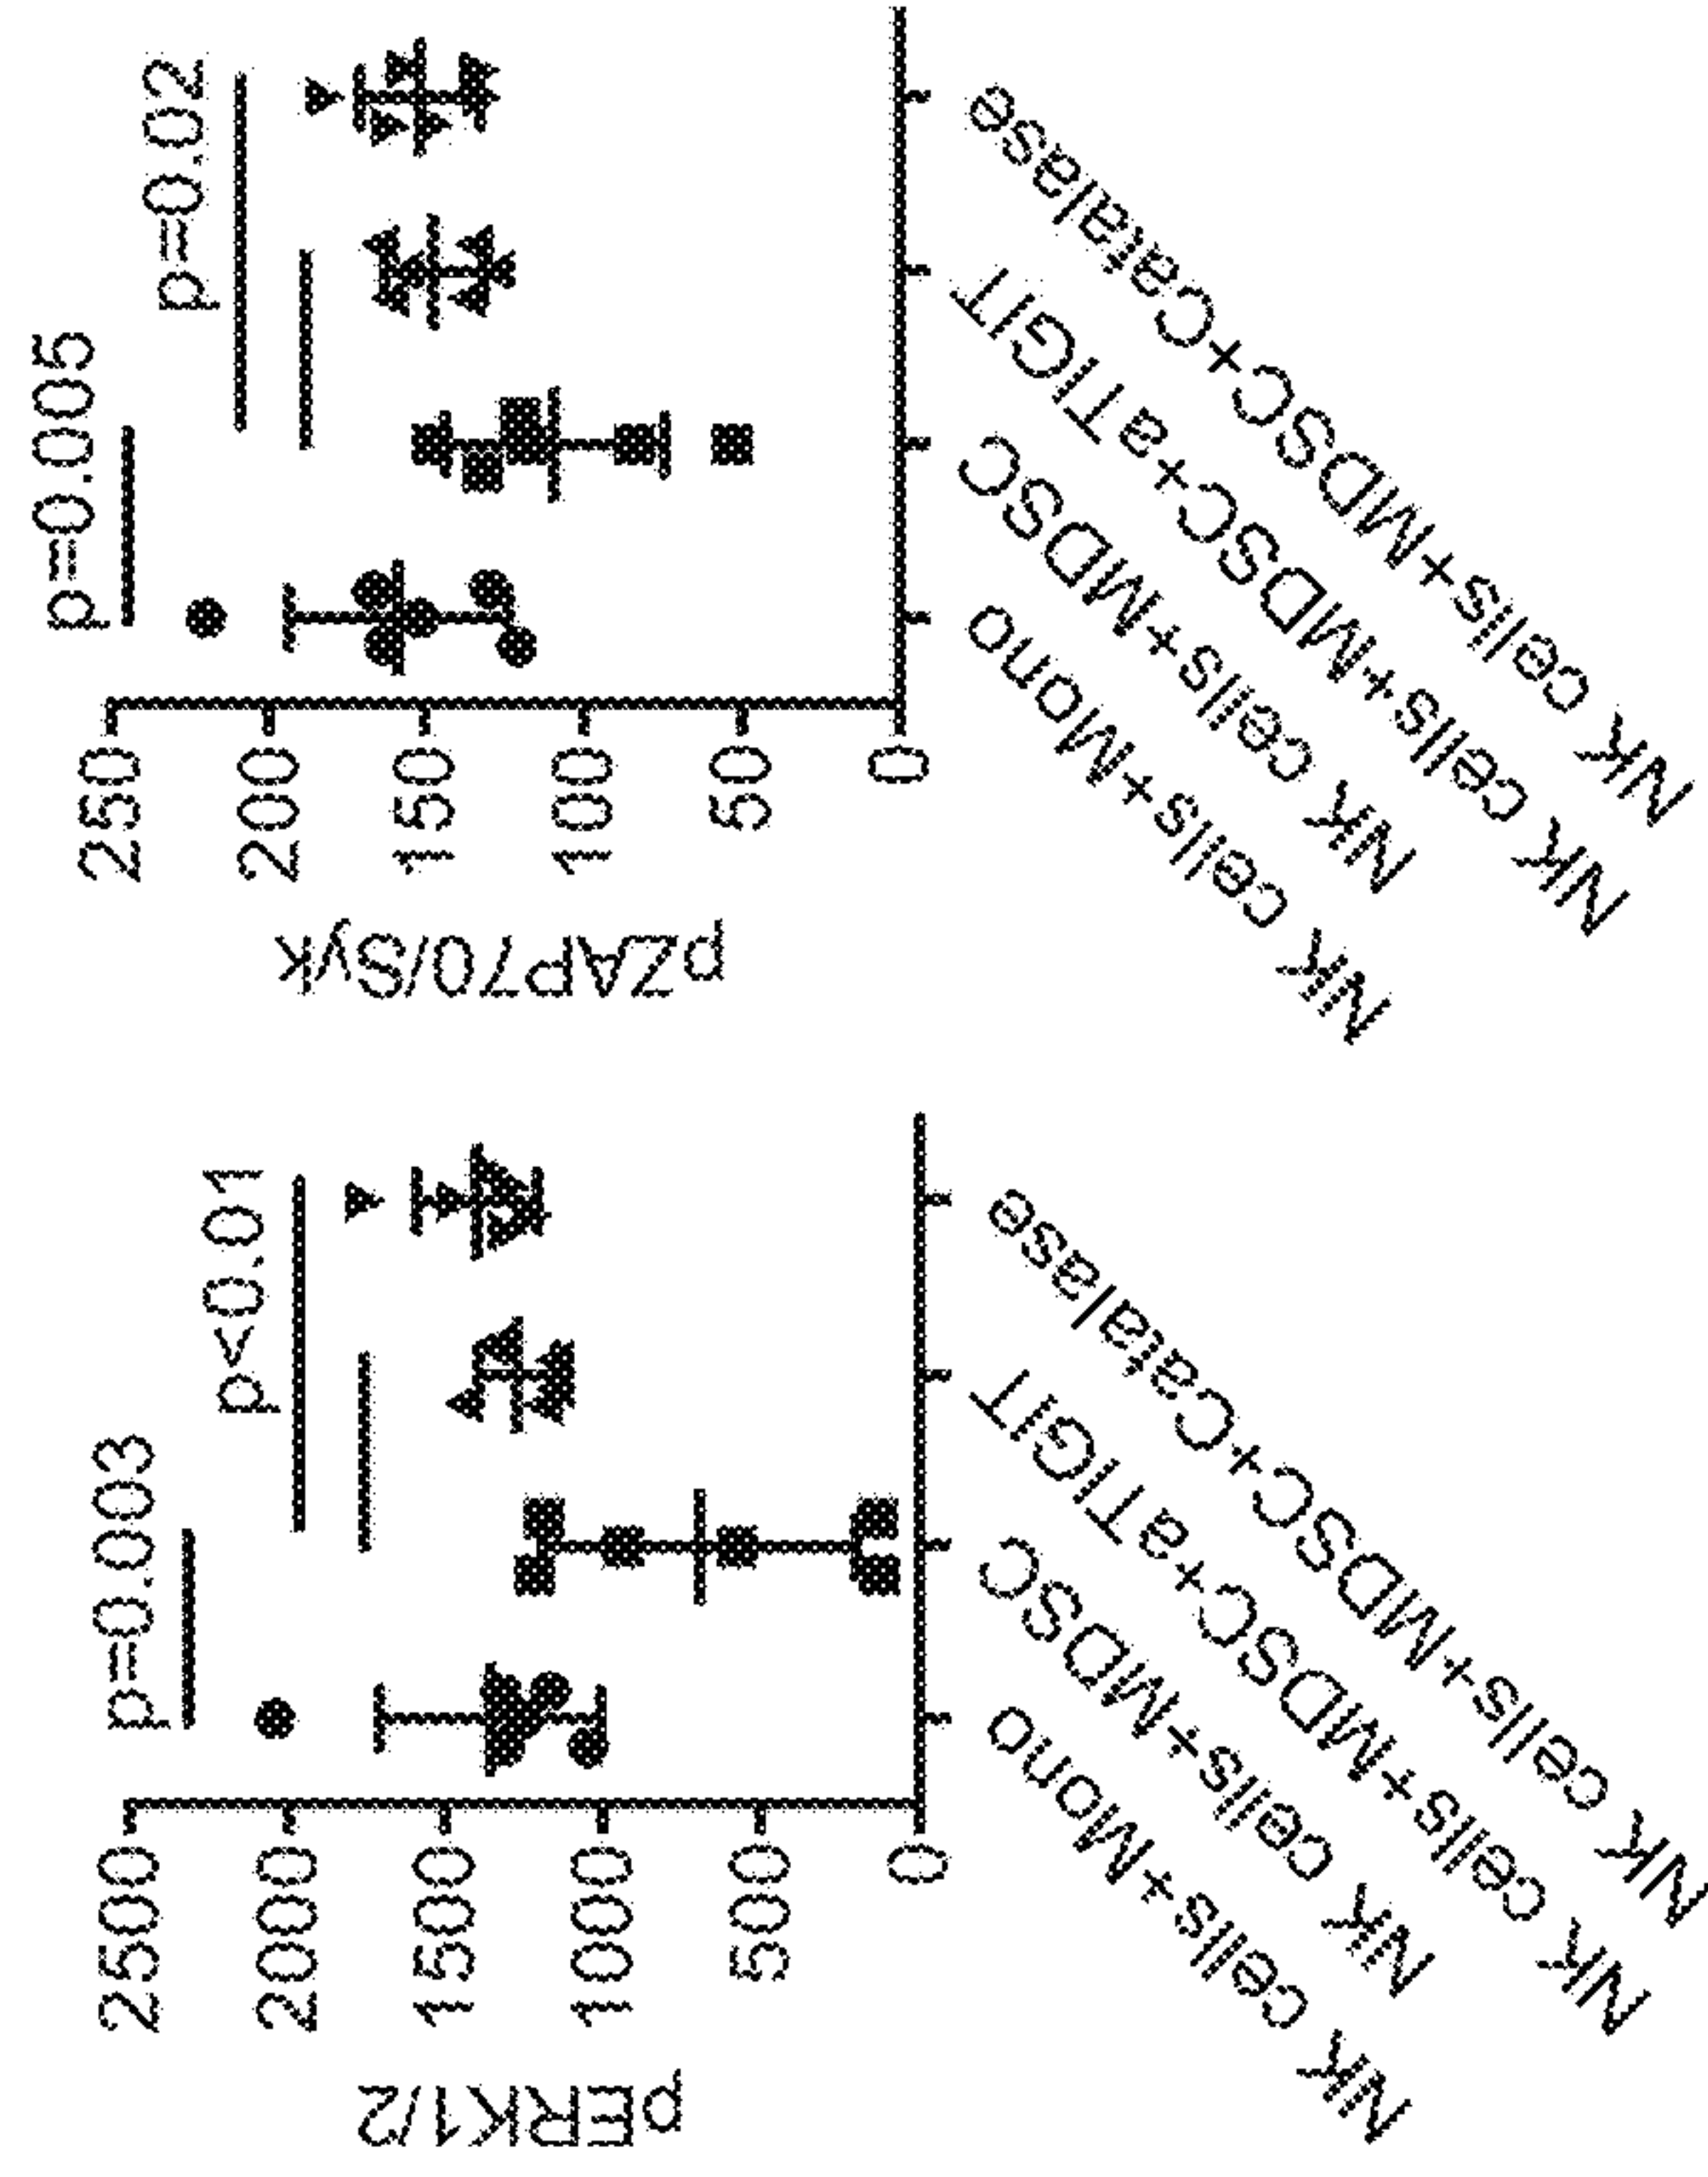 pERK1/2
2500
2000
1500
1000
500
0
p=0.003
p<0.01
NK cells+Mono
NK cells+MDSC
NK cells+MDSC+aTIGIT
NK cells+MDSC+Catalase
pZAP70/Syk
250
200
150
100
50
0
p=0.005
p=0.02
NK cells+Mono
NK cells+MDSC
NK cells+MDSC+aTIGIT
NK cells+MDSC+Catalase